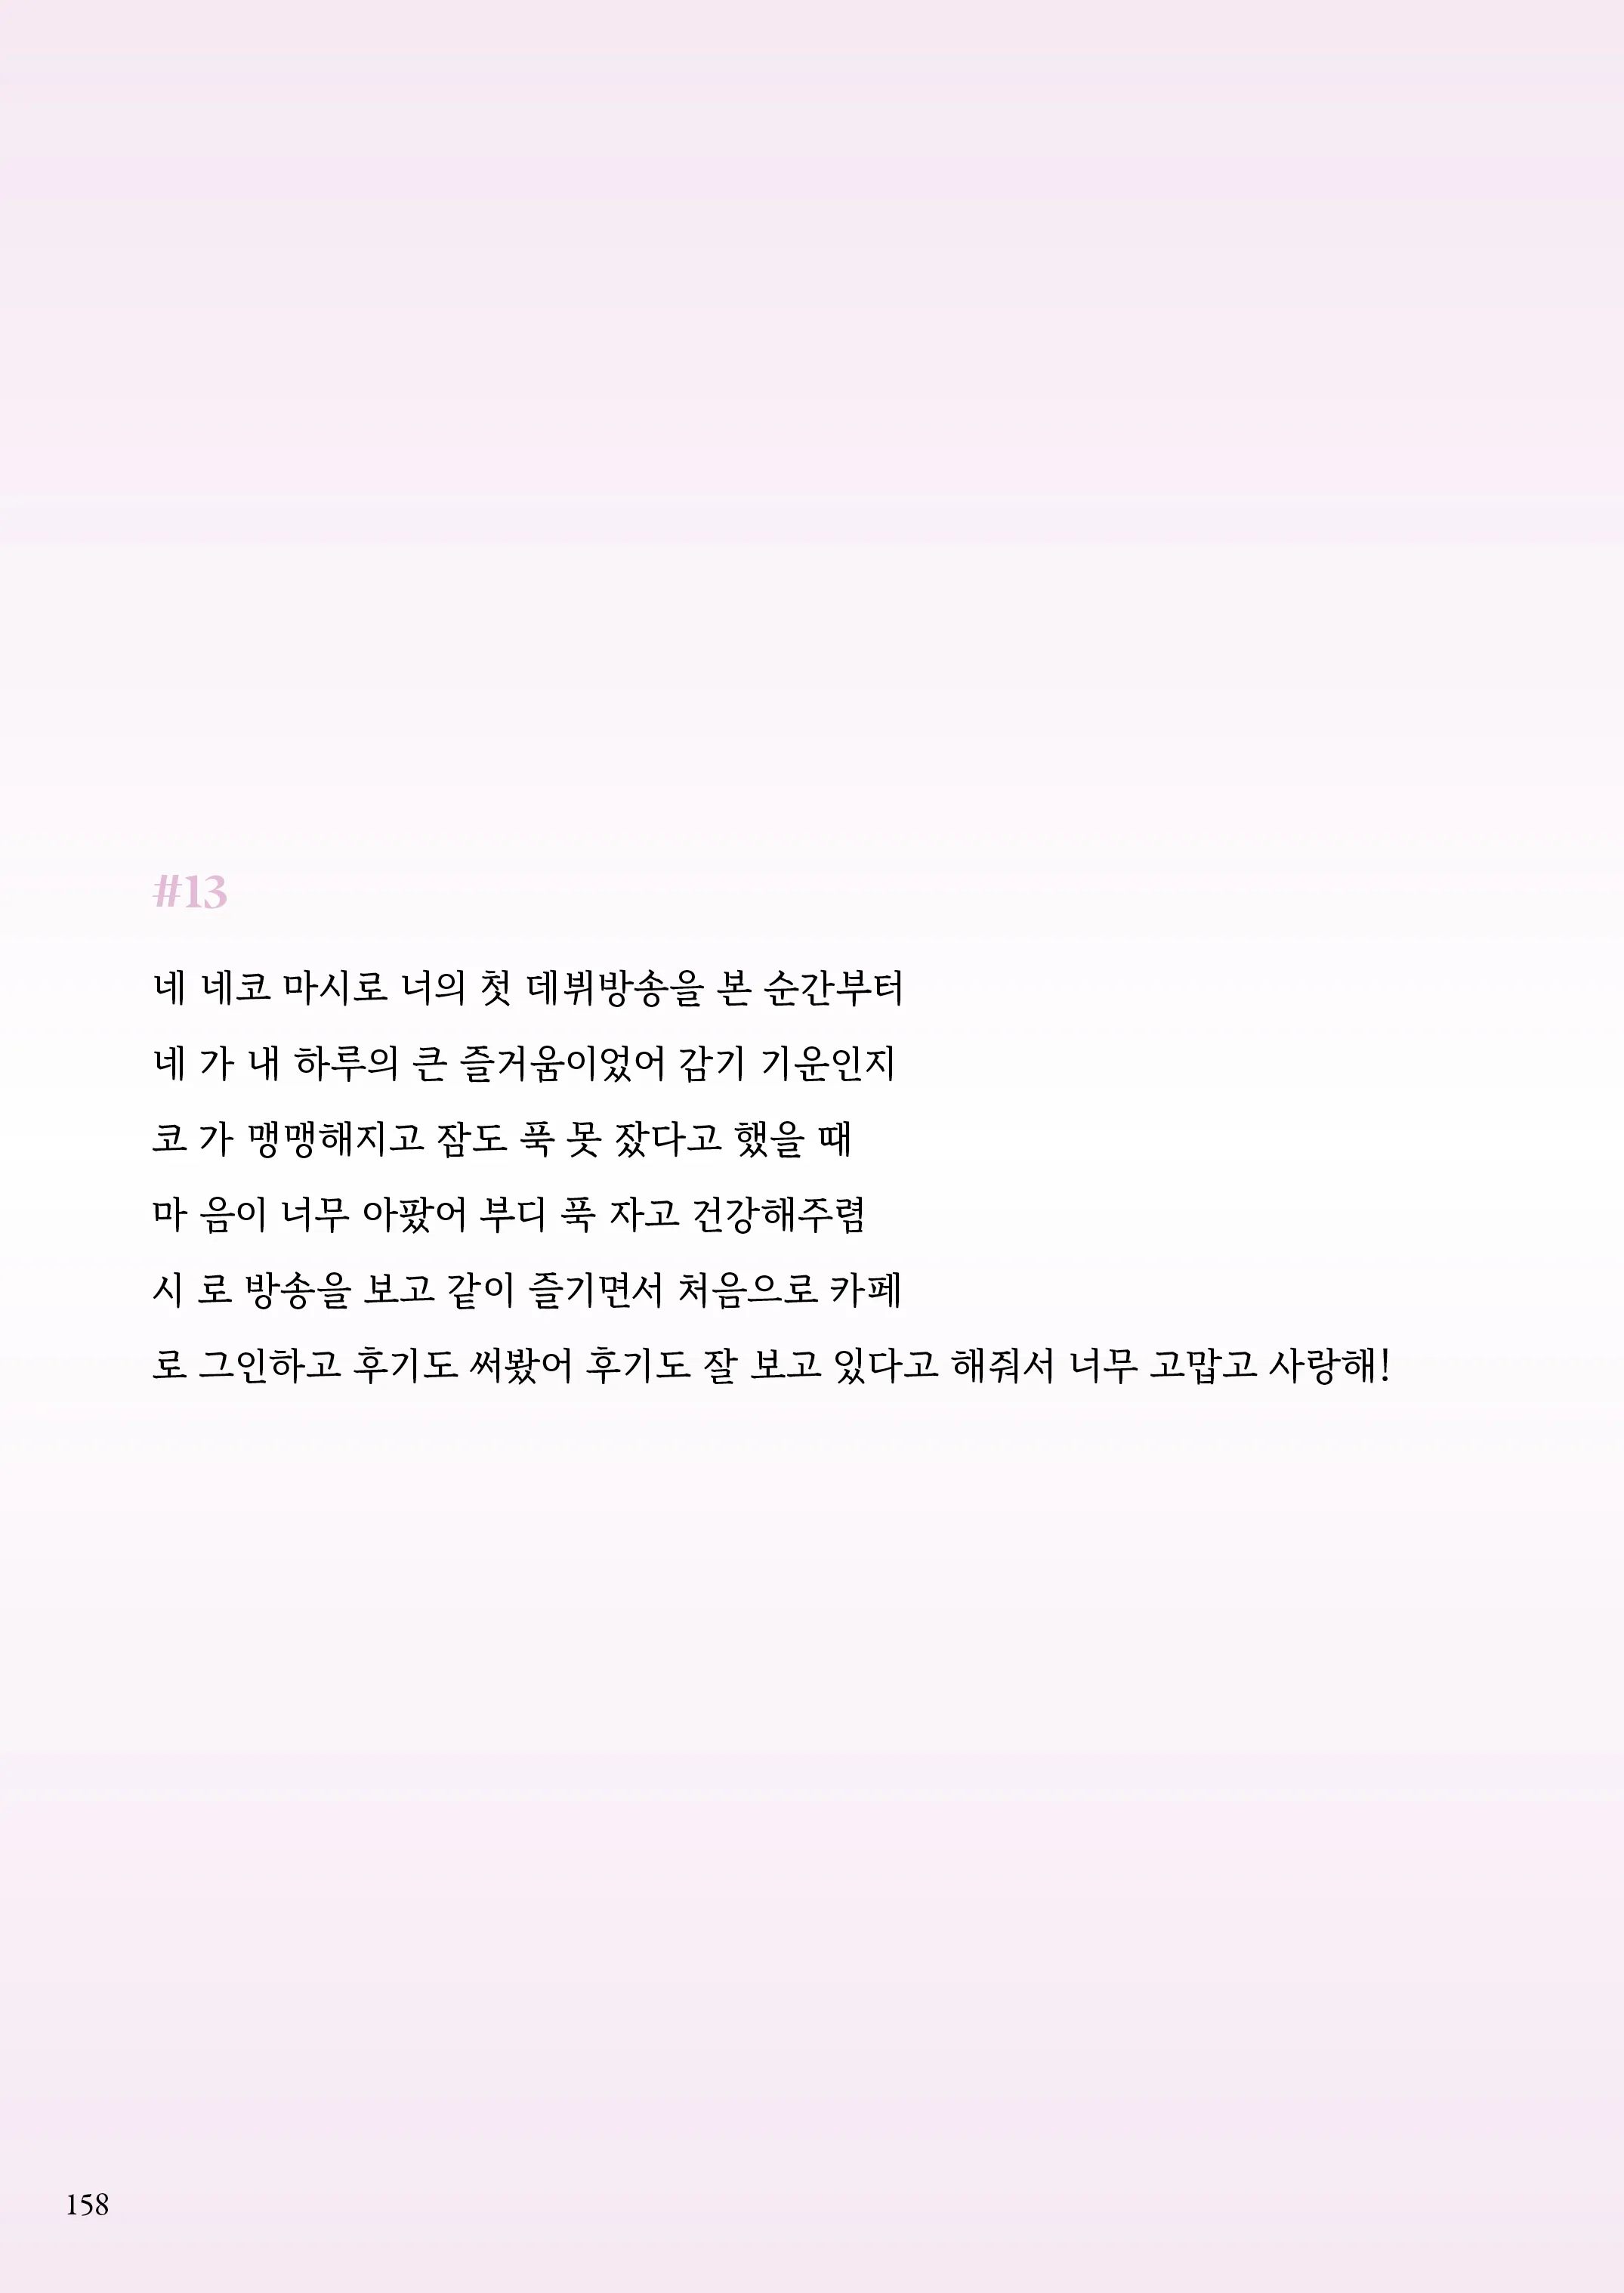 #13
네 네코 마시로 너의 첫 데뷔방송을 본 순간부터
네 가 내 하루의 큰 즐거움이었어 감기 기운인지
코 가 맹맹해지고 잠도 푹 못 잤다고 했을 때
마 음이 너무 아팠어 부디 푹 자고 건강해주렴
시 로 방송을 보고 같이 즐기면서 처음으로 카페
로 그인하고 후기도 써봤어 후기도 잘 보고 있다고 해줘서 너무 고맙고 사랑해!
158